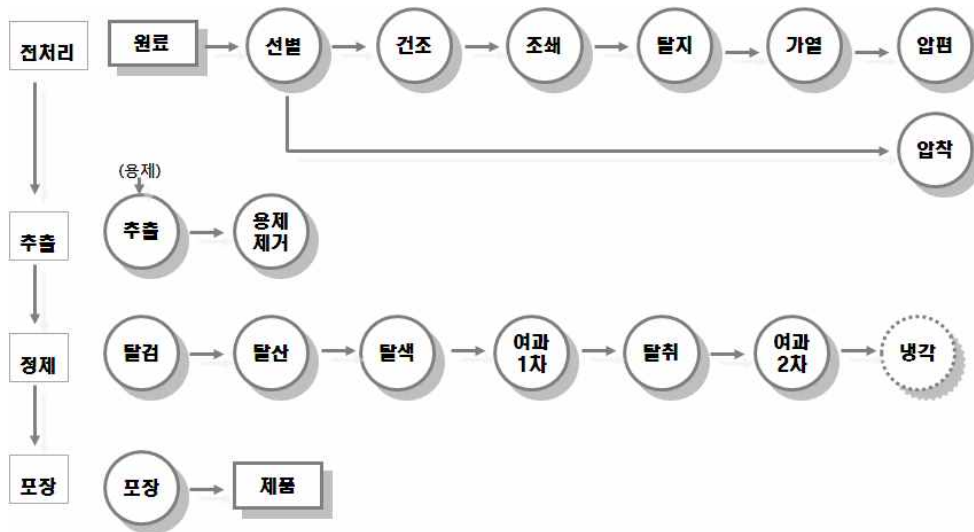 전처리
원료
선별
건조
조쇄
탈지
가열
압편
압착
(용제)
추출
추출
용제
제거
정제
탈검
탈산
탈색
여과
1차
탈취
여과
2차
냉각
포장
포장
제품